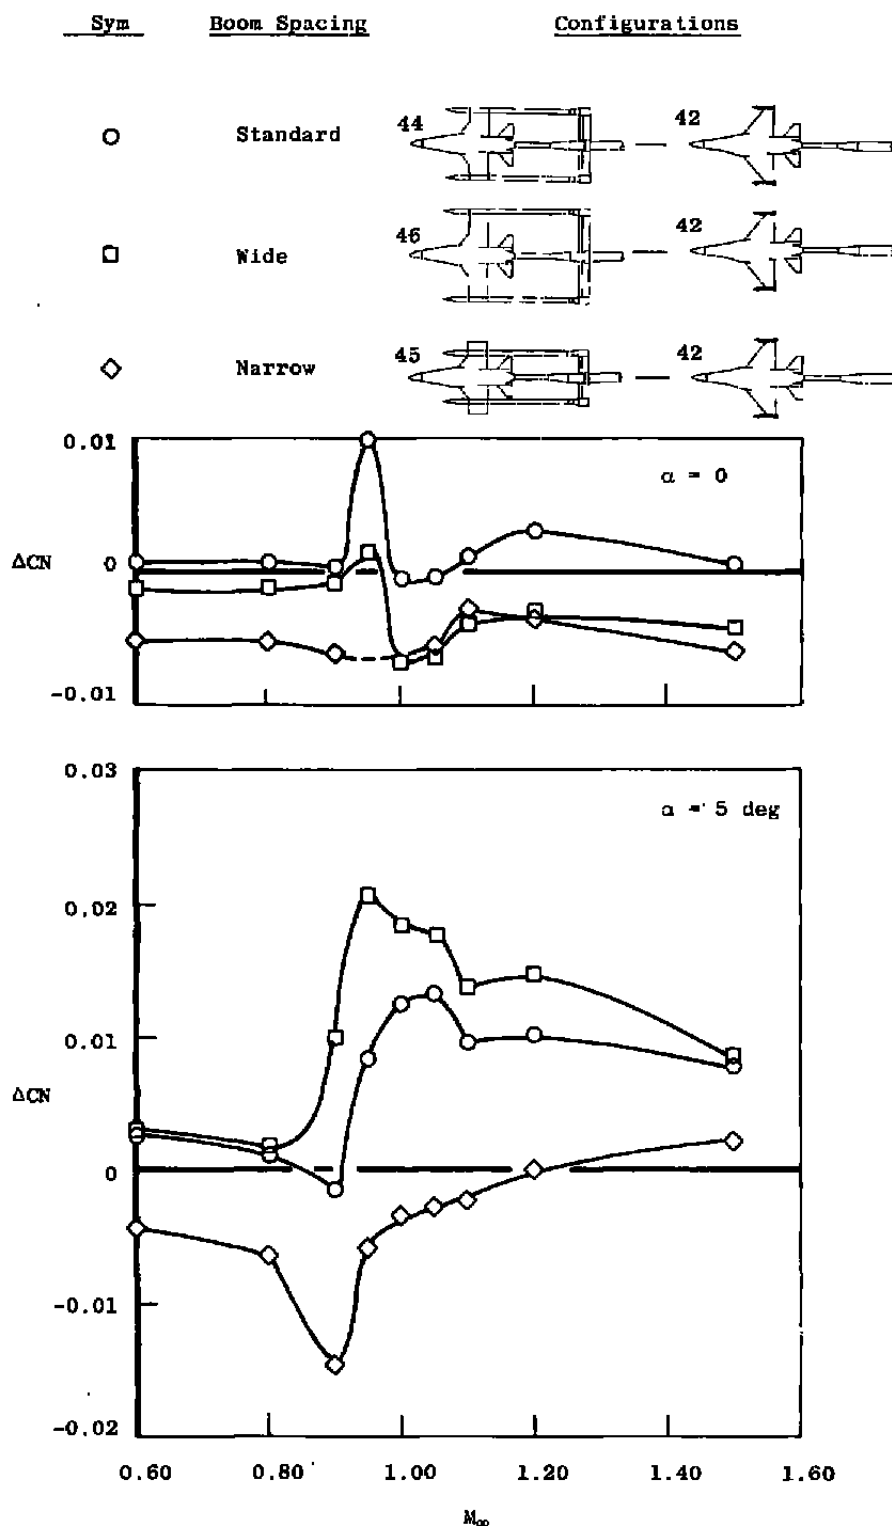 Sym Boom Spacing Configurations
Standard 44 42
Wide 46 42
Narrow 45 42
0.01
α = 0
ΔCN 0
-0.01
0.03
α = 5 deg
0.02
0.01
ΔCN
0
-0.01
-0.02
0.60 0.80 1.00 1.20 1.40 1.60
M∞